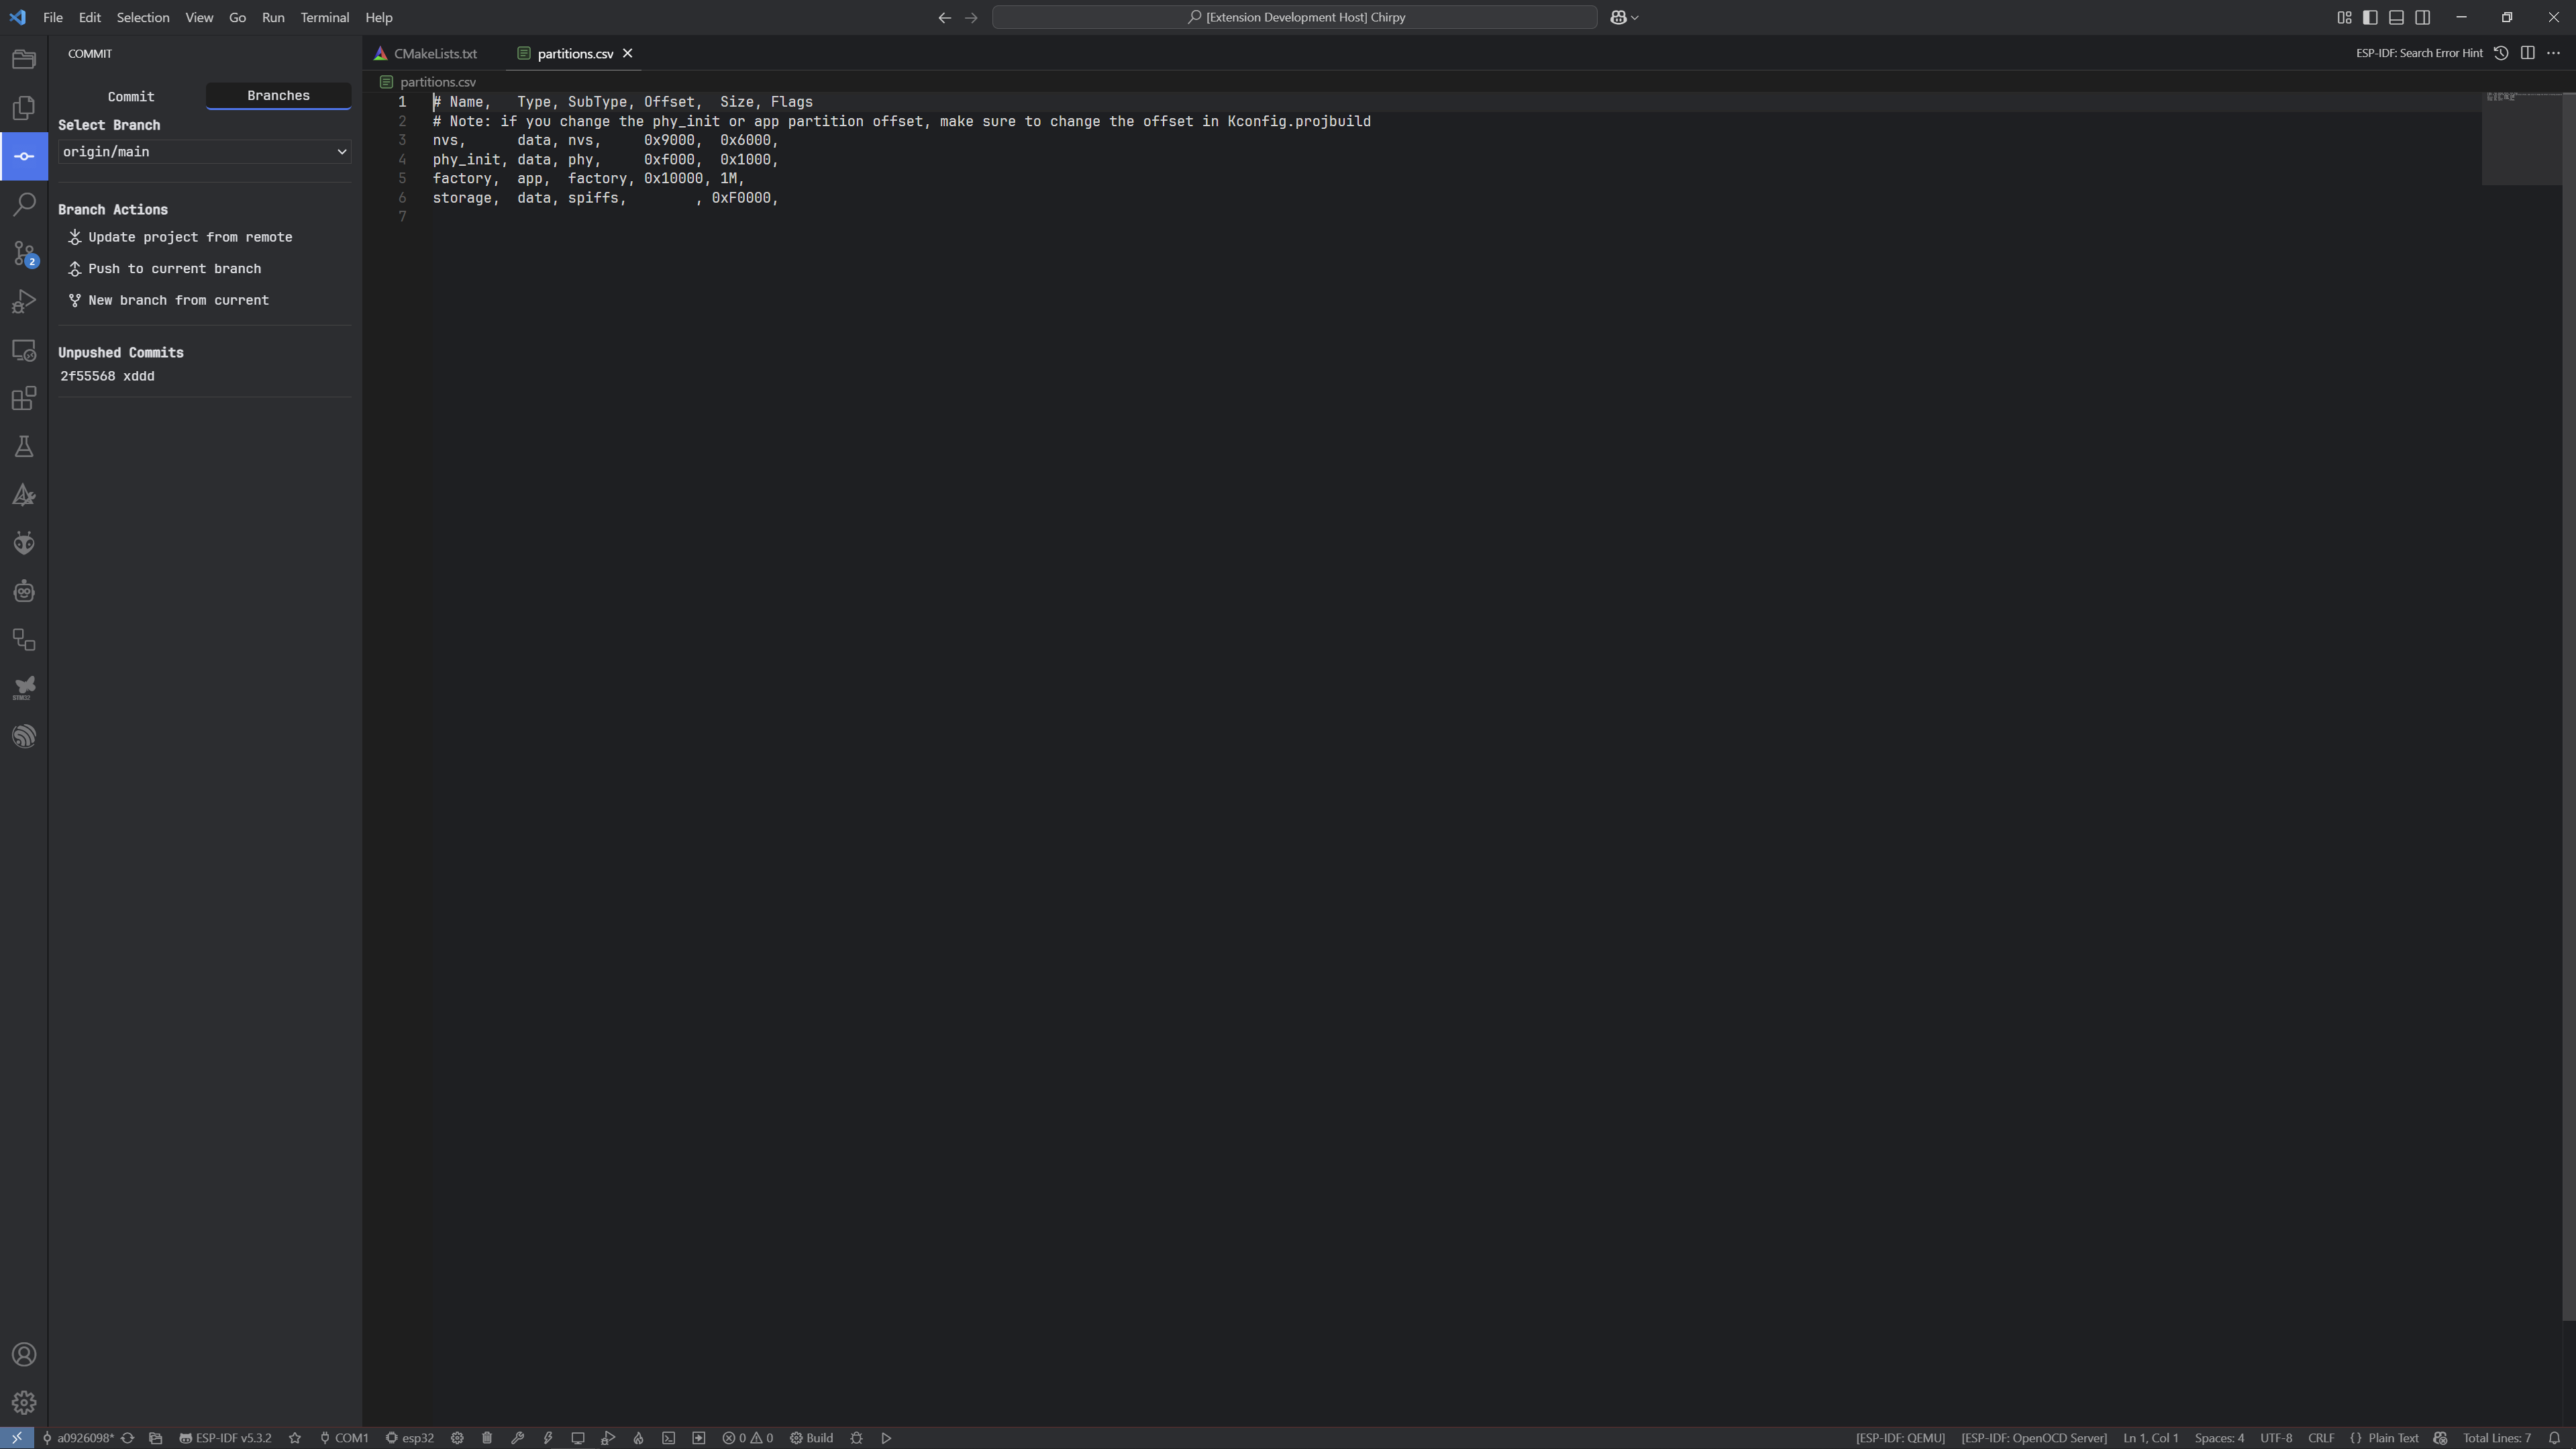 File Edit Selection View Go Run Terminal Help
[Extension Development Host] Chirpy
COMMIT
Commit Branches
Select Branch
origin/main
Branch Actions
Update project from remote
Push to current branch
New branch from current
Unpushed Commits
2f55568 xddd
2
STM32
CMakeLists.txt partitions.csv
ESP-IDF: Search Error Hint
partitions.csv
1 # Name,   Type, SubType, Offset,  Size, Flags
2 # Note: if you change the phy_init or app partition offset, make sure to change the offset in Kconfig.projbuild
3 nvs,      data, nvs,     0x9000,  0x6000,
4 phy_init, data, phy,     0xf000,  0x1000,
5 factory,  app,  factory, 0x10000, 1M,
6 storage,  data, spiffs,        , 0xF0000,
7
a0926098* ESP-IDF v5.3.2 COM1 esp32 0 0 Build [ESP-IDF: QEMU] [ESP-IDF: OpenOCD Server] Ln 1, Col 1 Spaces: 4 UTF-8 CRLF {} Plain Text Total Lines: 7